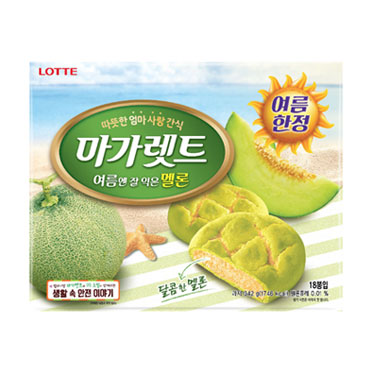 LOTTE
여름
한정
따뜻한 엄마 사랑 간식
마가렛트
여름엔 잘 익은 멜론
생활 속 안전 이야기
달콤한 멜론
18봉입